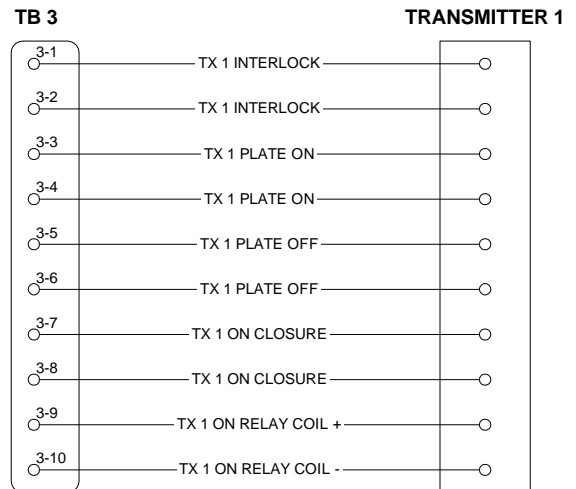 TB 3 TRANSMITTER 1
3-1 TX 1 INTERLOCK
3-2 TX 1 INTERLOCK
3-3 TX 1 PLATE ON
3-4 TX 1 PLATE ON
3-5 TX 1 PLATE OFF
3-6 TX 1 PLATE OFF
3-7 TX 1 ON CLOSURE
3-8 TX 1 ON CLOSURE
3-9 TX 1 ON RELAY COIL +
3-10 TX 1 ON RELAY COIL -